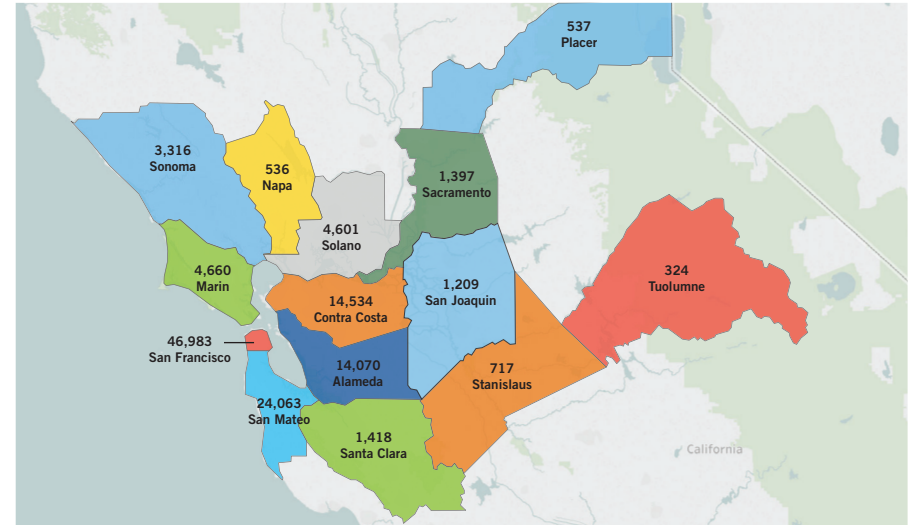 537
Placer
3,316
Sonoma
536
Napa
1,397
Sacramento
4,601
Solano
4,660
Marin
324
Tuolumne
14,534
Contra Costa
1,209
San Joaquin
46,983
San Francisco
14,070
Alameda
717
Stanislaus
24,063
San Mateo
1,418
Santa Clara
California